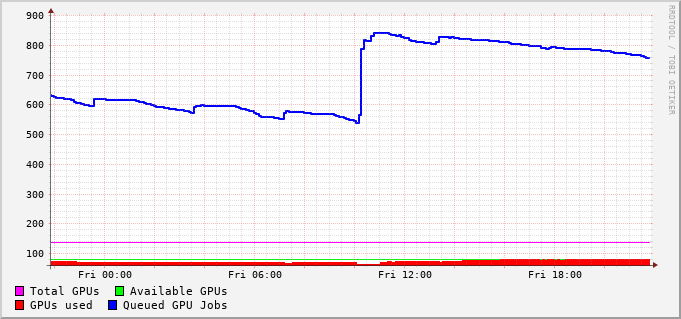 900
800
700
600
500
400
300
200
100
Fri 00:00 Fri 06:00 Fri 12:00 Fri 18:00
Total GPUs Available GPUs
GPUs used Queued GPU Jobs
RRDTOOL / TOBI OETIKER